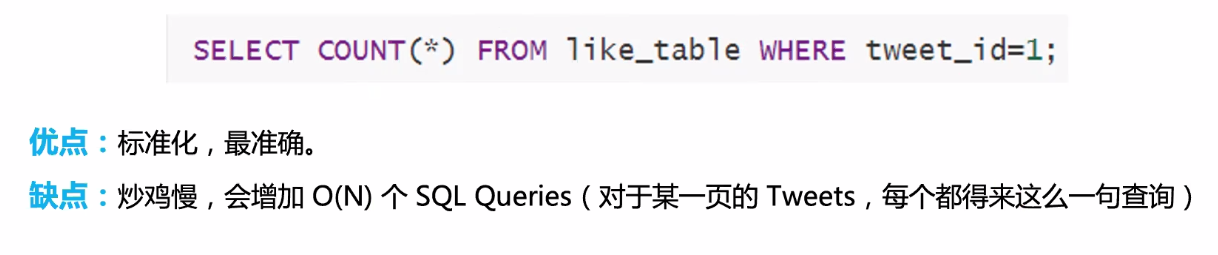 SELECT COUNT(*) FROM like_table WHERE tweet_id=1;
优点：标准化，最准确。
缺点：炒鸡慢，会增加 O(N) 个 SQL Queries（对于某一页的 Tweets，每个都得来这么一句查询）